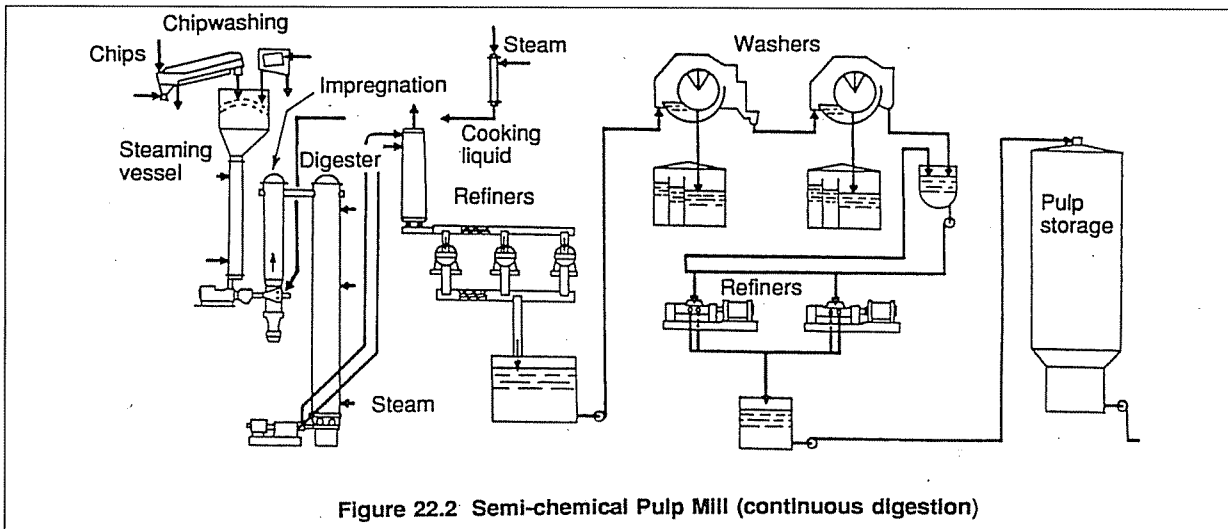 Chipwashing
Chips
Steam
Washers
Impregnation
Steaming
vessel
Digester
Cooking
liquid
Refiners
Pulp
storage
Refiners
Steam
Figure 22.2 Semi-chemical Pulp Mill (continuous digestion)